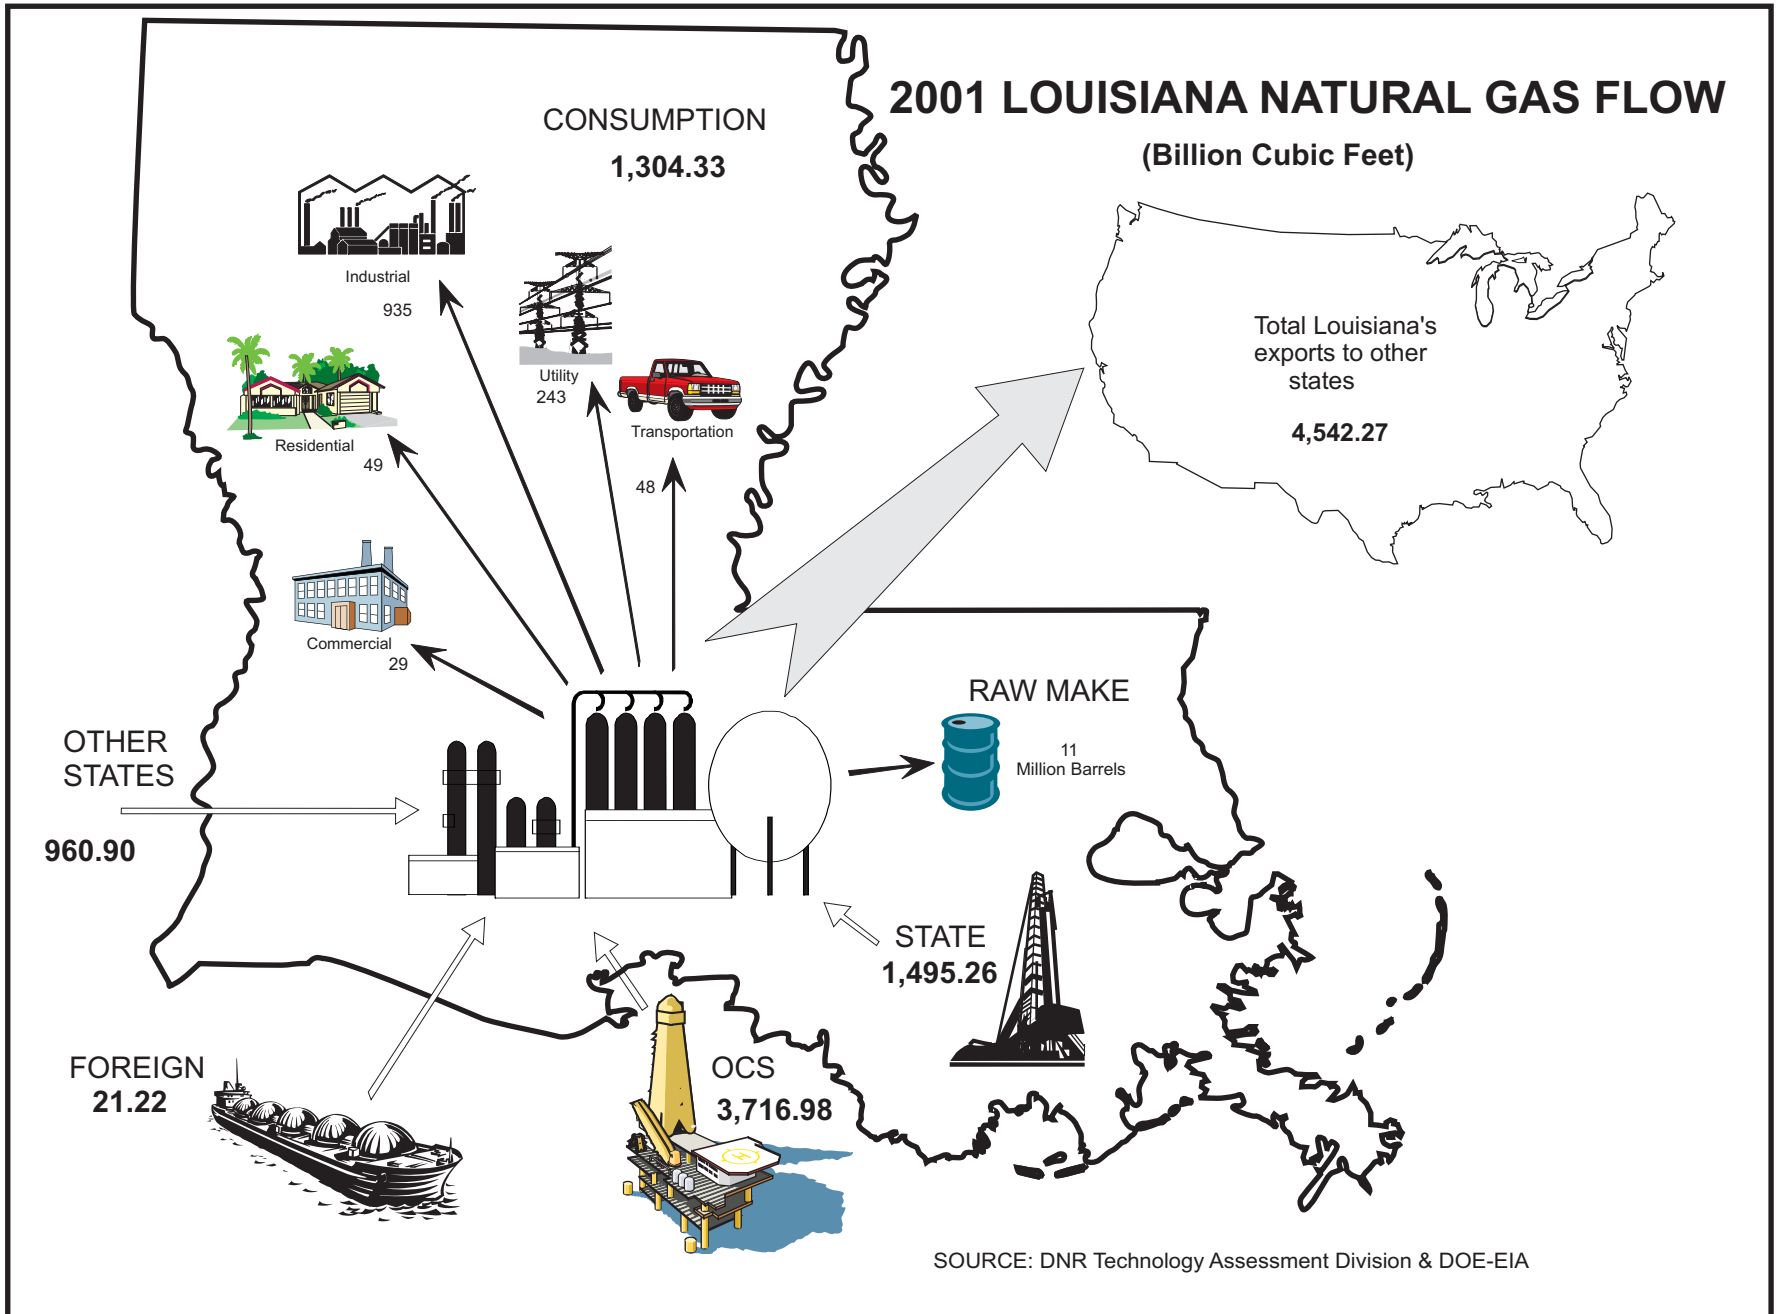 2001 LOUISIANA NATURAL GAS FLOW
(Billion Cubic Feet)
CONSUMPTION
1,304.33
Industrial
935
Utility
243
Transportation
48
Residential
49
Commercial
29
Total Louisiana's
exports to other
states
4,542.27
RAW MAKE
11
Million Barrels
OTHER
STATES
960.90
STATE
1,495.26
FOREIGN
21.22
OCS
3,716.98
H
SOURCE: DNR Technology Assessment Division & DOE-EIA